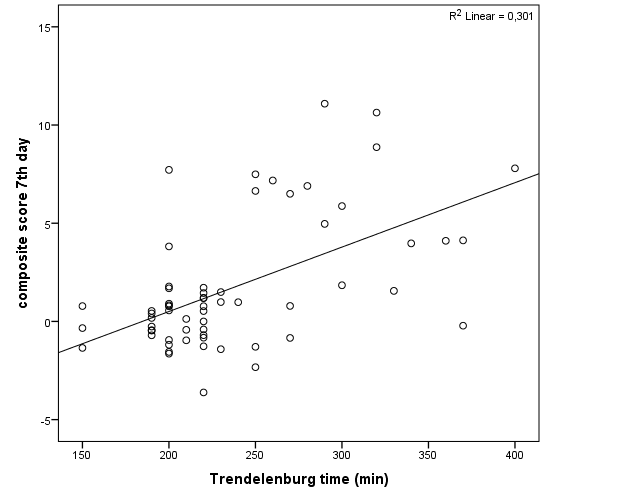 R2 Linear = 0,301
15
10
5
0
-5
composite score 7th day
150 200 250 300 350 400
Trendelenburg time (min)